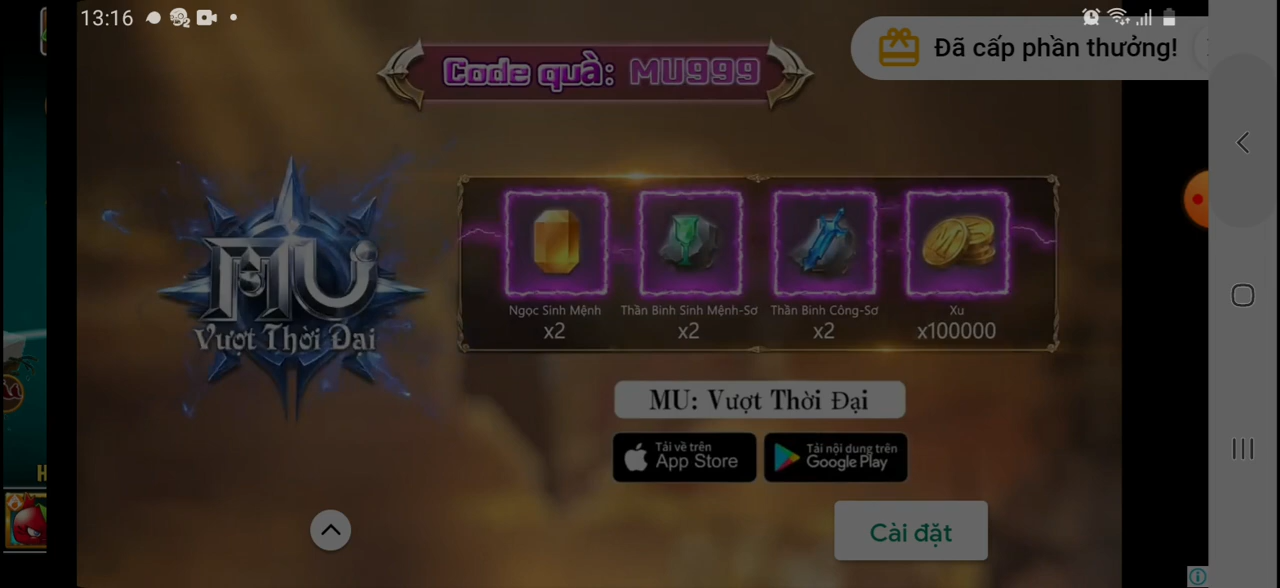 13:16
Đã cấp phần thưởng!
Code quà: MU999
MU
Vượt Thời Đại
Ngọc Sinh Mệnh
x2
Thần Binh Sinh Mệnh-Sơ
x2
Thần Binh Công-Sơ
x2
Xu
x100000
MU: Vượt Thời Đại
Tải về trên
App Store
Tải nội dung trên
Google Play
Cài đặt